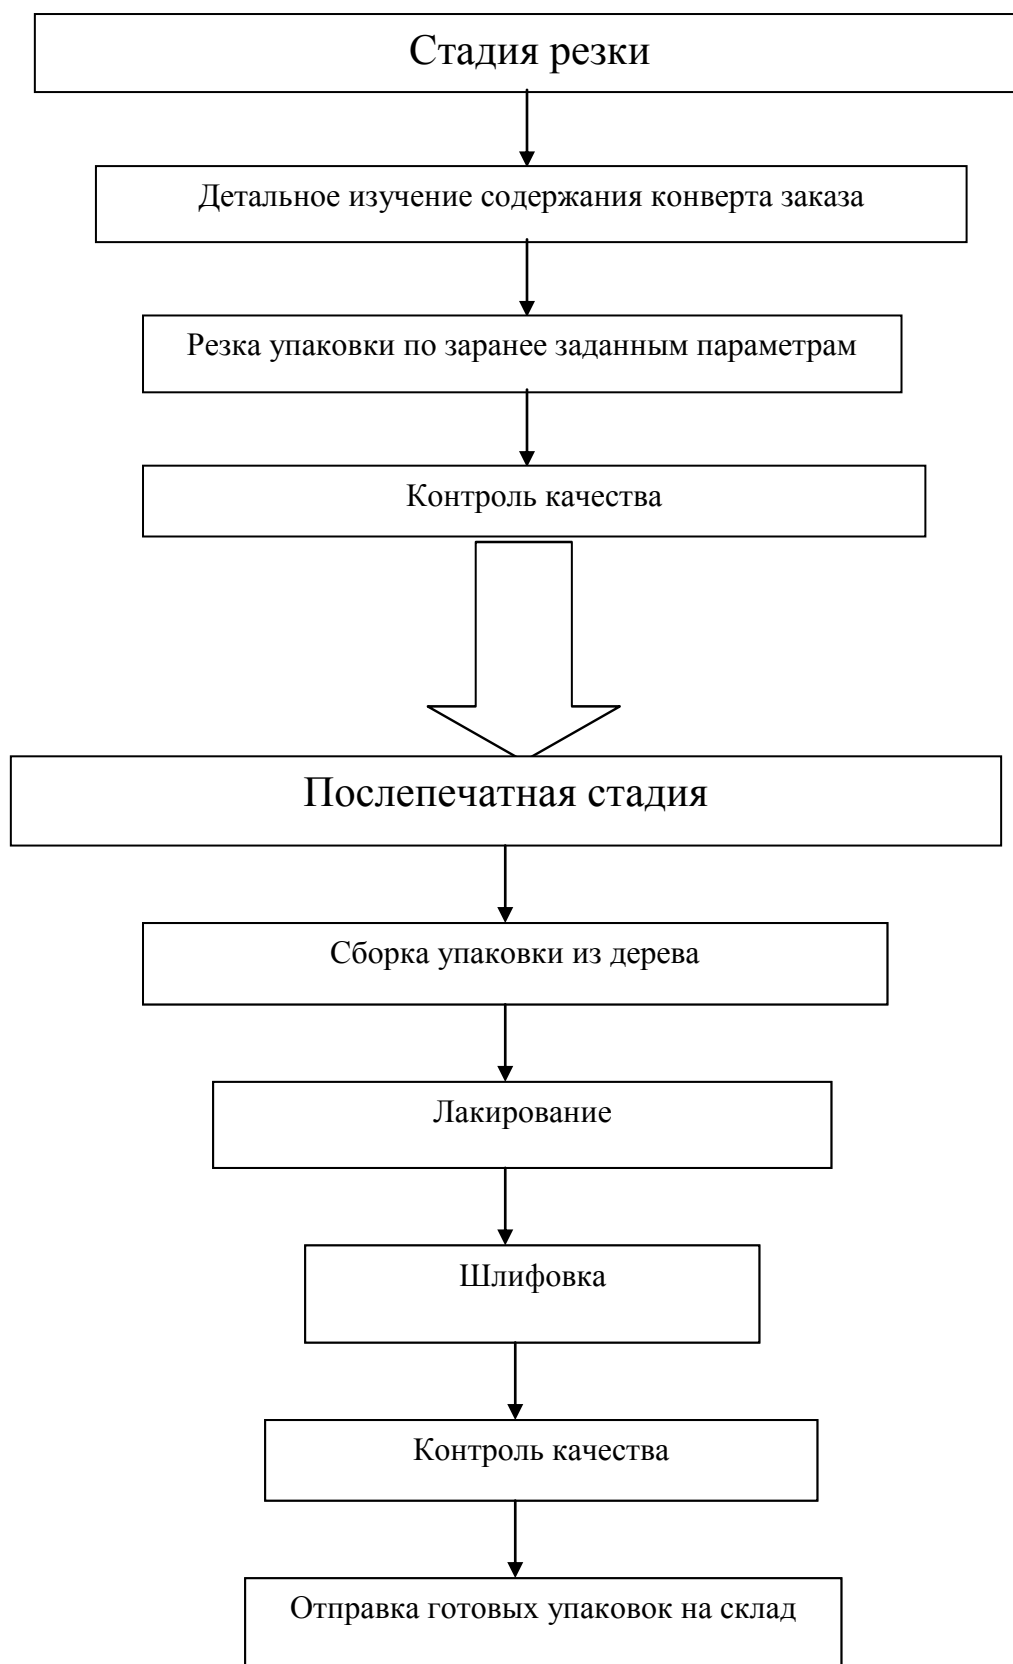 Стадия резки
Детальное изучение содержания конверта заказа
Резка упаковки по заранее заданным параметрам
Контроль качества
Послепечатная стадия
Сборка упаковки из дерева
Лакирование
Шлифовка
Контроль качества
Отправка готовых упаковок на склад